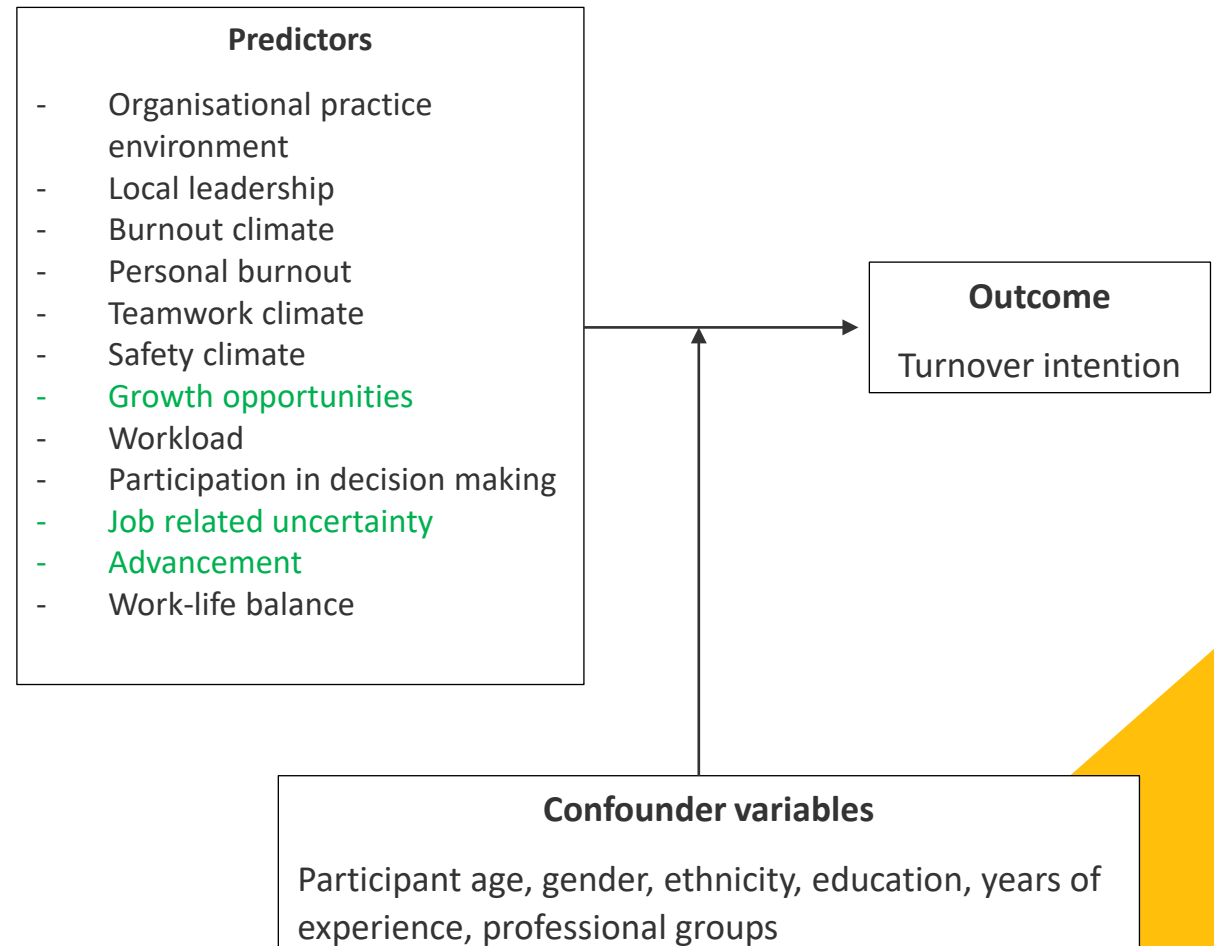 Predictors
- Organisational practice
environment
- Local leadership
- Burnout climate
- Personal burnout
- Teamwork climate
- Safety climate
- Growth opportunities
- Workload
- Participation in decision making
- Job related uncertainty
- Advancement
- Work-life balance
Outcome
Turnover intention
Confounder variables
Participant age, gender, ethnicity, education, years of
experience, professional groups